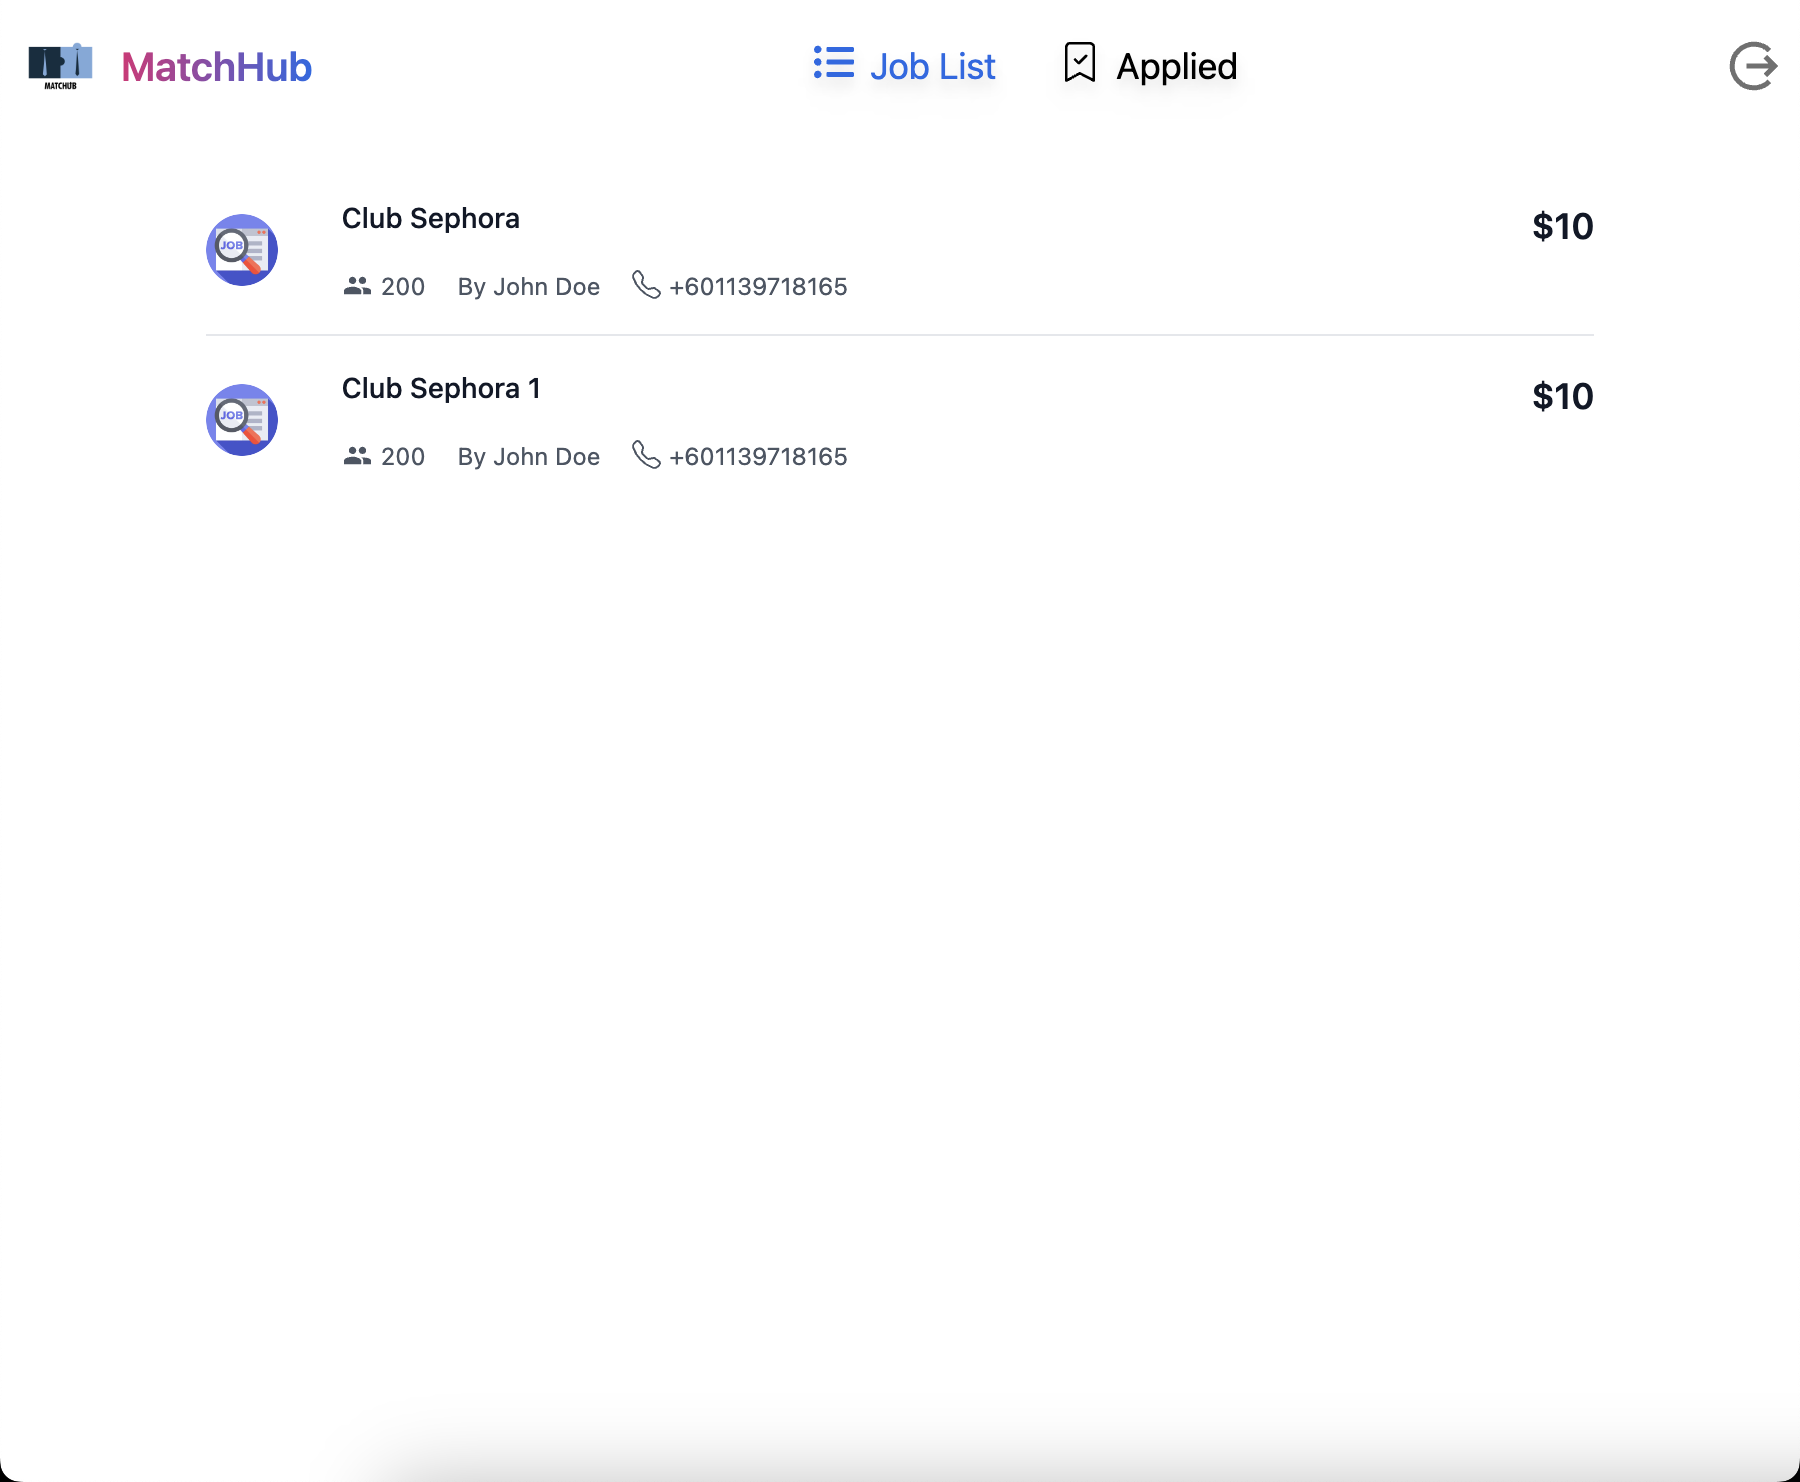 MATCHUB
MatchHub
Job List
Applied
JOB
Club Sephora
$10
200 By John Doe +601139718165
JOB
Club Sephora 1
$10
200 By John Doe +601139718165